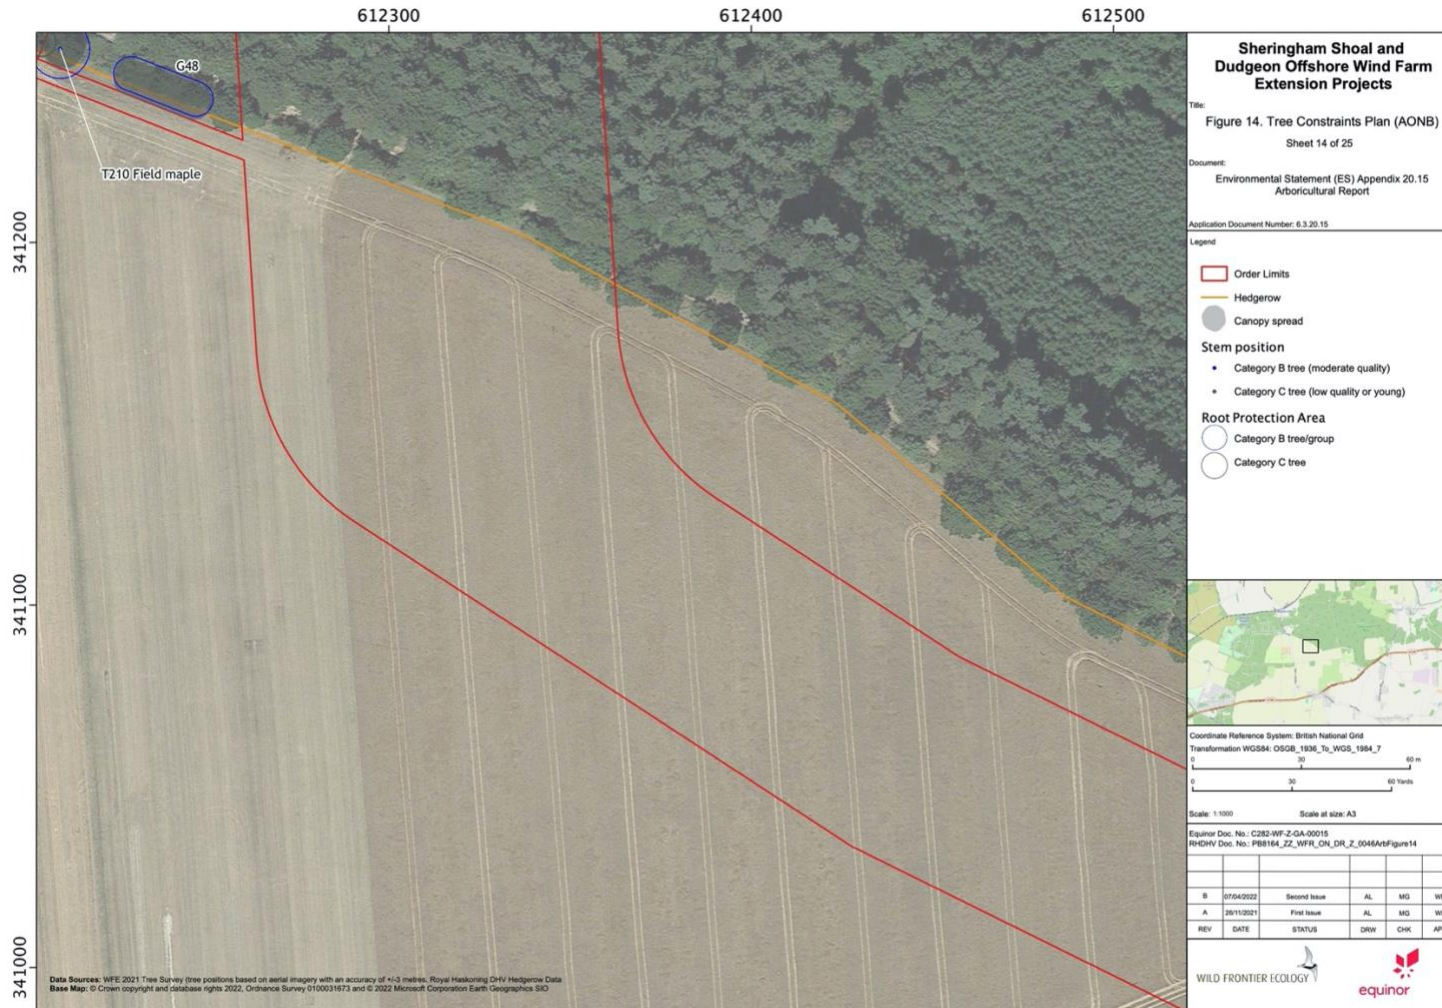 612300
612400
612500
341200
341100
341000
G48
T210 Field maple
Data Sources: WFE 2021 Tree Survey (tree positions based on aerial imagery with an accuracy of +/-3 metres, Royal Haskoning DHV Hedgerow Data
Base Map: © Crown copyright and database rights 2022, Ordnance Survey 0100031673 and © 2022 Microsoft Corporation Earth Geographics SIO
Sheringham Shoal and
Dudgeon Offshore Wind Farm
Extension Projects
Title:
Figure 14. Tree Constraints Plan (AONB)
Sheet 14 of 25
Document:
Environmental Statement (ES) Appendix 20.15
Arboricultural Report
Application Document Number: 6.3.20.15
Legend
Order Limits
Hedgerow
Canopy spread
Stem position
Category B tree (moderate quality)
Category C tree (low quality or young)
Root Protection Area
Category B tree/group
Category C tree
Coordinate Reference System: British National Grid
Transformation WGS84: OSGB_1936_To_WGS_1984_7
0 30 60 m
0 30 60 Yards
Scale: 1:1000 Scale at size: A3
Equinor Doc. No.: C282-WF-Z-GA-00015
RHDHV Doc. No.: PB8164_ZZ_WFR_ON_DR_Z_0046ArbFigure14
B 07/04/2022 Second Issue AL MG
A 26/11/2021 First Issue AL MG
REV DATE STATUS DRW CHK
WILD FRONTIER ECOLOGY
equinor